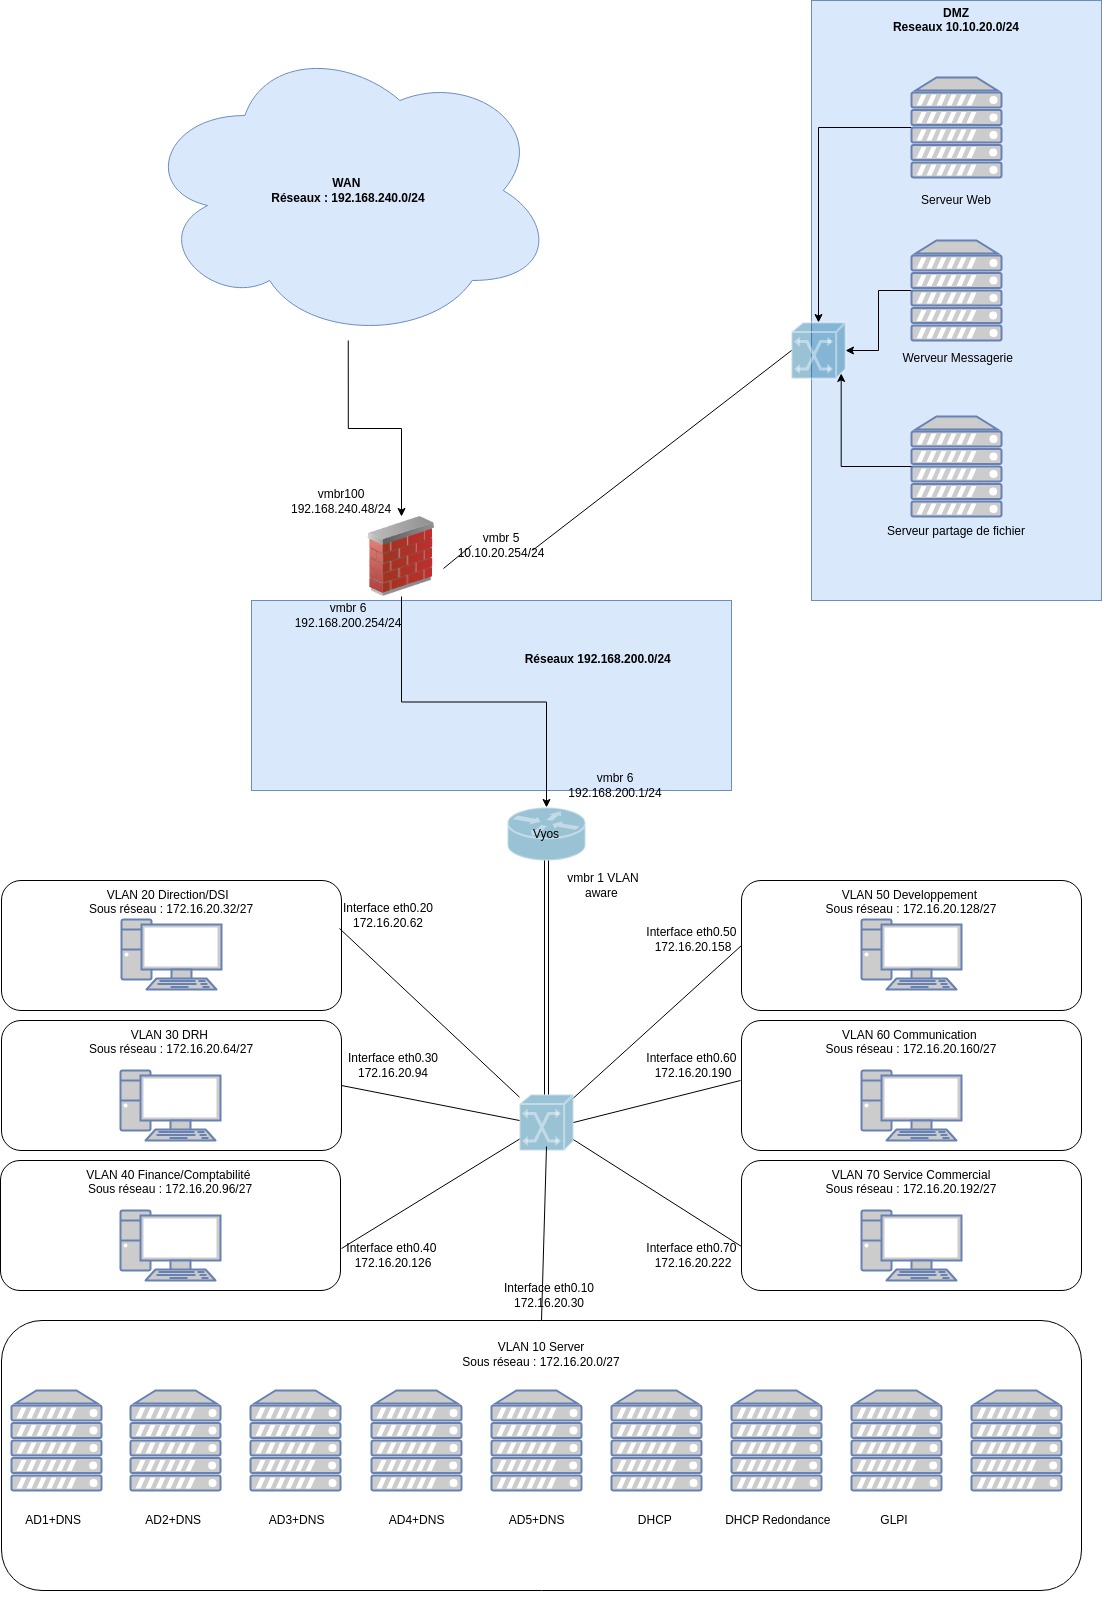 DMZ
Reseaux 10.10.20.0/24
Serveur Web
Werveur Messagerie
Serveur partage de fichier
WAN
Réseaux : 192.168.240.0/24
vmbr100
192.168.240.48/24
vmbr 5
10.10.20.254/24
vmbr 6
192.168.200.254/24
Réseaux 192.168.200.0/24
vmbr 6
192.168.200.1/24
Vyos
vmbr 1 VLAN
aware
VLAN 20 Direction/DSI
Sous réseau : 172.16.20.32/27
Interface eth0.20
172.16.20.62
VLAN 30 DRH
Sous réseau : 172.16.20.64/27
Interface eth0.30
172.16.20.94
VLAN 40 Finance/Comptabilité
Sous réseau : 172.16.20.96/27
Interface eth0.40
172.16.20.126
Interface eth0.50
172.16.20.158
VLAN 50 Developpement
Sous réseau : 172.16.20.128/27
Interface eth0.60
172.16.20.190
VLAN 60 Communication
Sous réseau : 172.16.20.160/27
Interface eth0.70
172.16.20.222
VLAN 70 Service Commercial
Sous réseau : 172.16.20.192/27
Interface eth0.10
172.16.20.30
VLAN 10 Server
Sous réseau : 172.16.20.0/27
AD1+DNS
AD2+DNS
AD3+DNS
AD4+DNS
AD5+DNS
DHCP
DHCP Redondance
GLPI